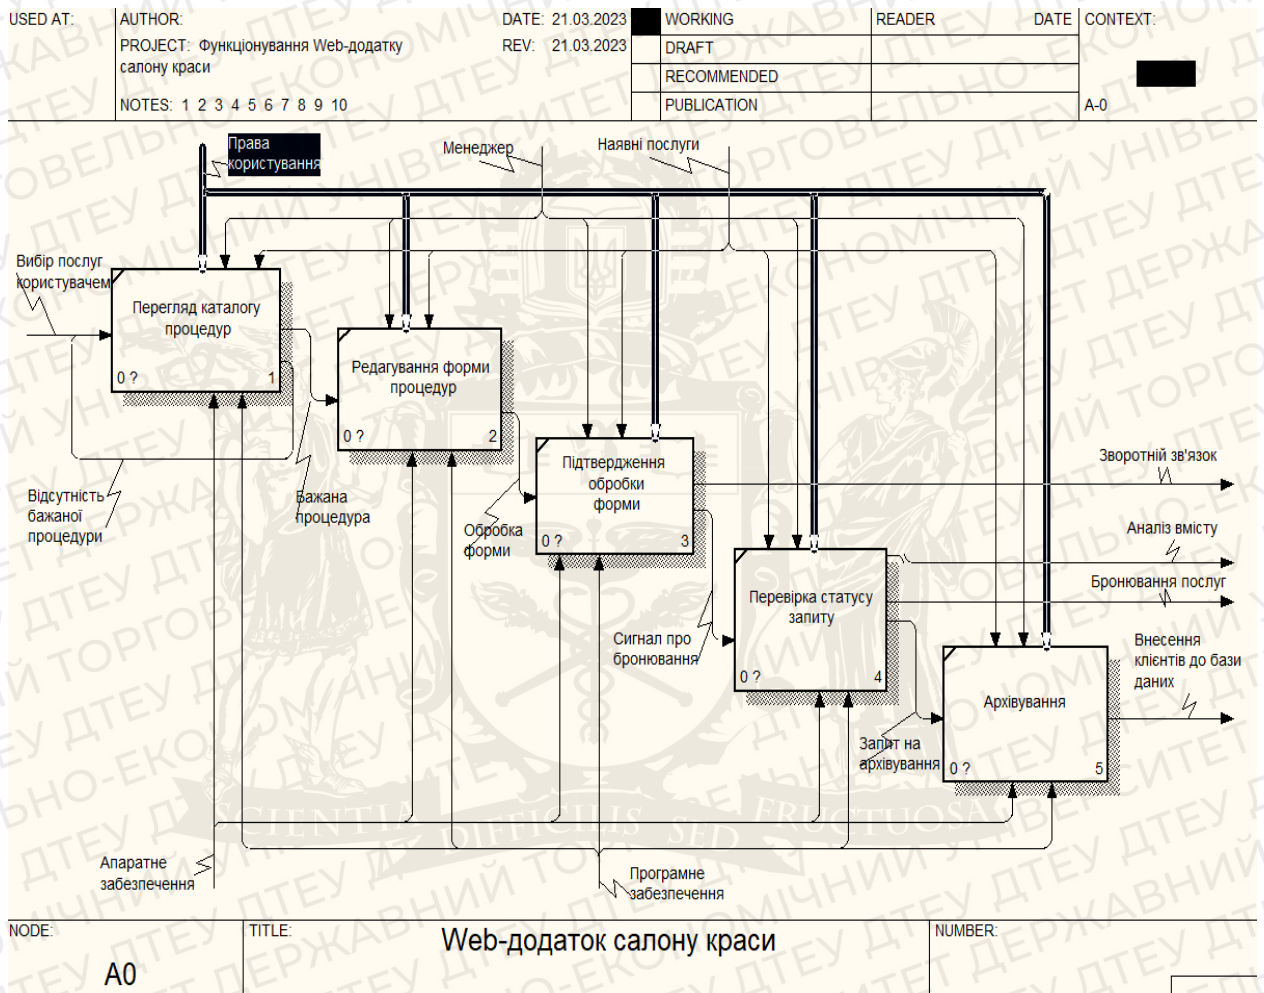 USED AT:
AUTHOR:
DATE: 21.03.2023
WORKING
READER
DATE
CONTEXT:
PROJECT: Функціонування Web-додатку
салону краси
REV: 21.03.2023
DRAFT
RECOMMENDED
NOTES: 1 2 3 4 5 6 7 8 9 10
PUBLICATION
A-0
Права
користування
Менеджер
Наявні послуги
Вибір послуг
користувачем
Перегляд каталогу
процедур
0 ?
1
Редагування форми
процедур
0 ?
2
Підтвердження
обробки
форми
0 ?
3
Зворотній зв'язок
Відсутність
бажаної
процедури
Бажана
процедура
Обробка
форми
Аналіз вмісту
Бронювання послуг
Перевірка статусу
запиту
0 ?
4
Сигнал про
бронювання
Внесення
клієнтів до бази
даних
Архівування
0 ?
5
Запит на
архівування
Апаратне
забезпечення
Програмне
забезпечення
SCIENTIA DIFFICILIS SED FRUCTUOSA
NODE:
TITLE:
NUMBER:
A0
Web-додаток салону краси